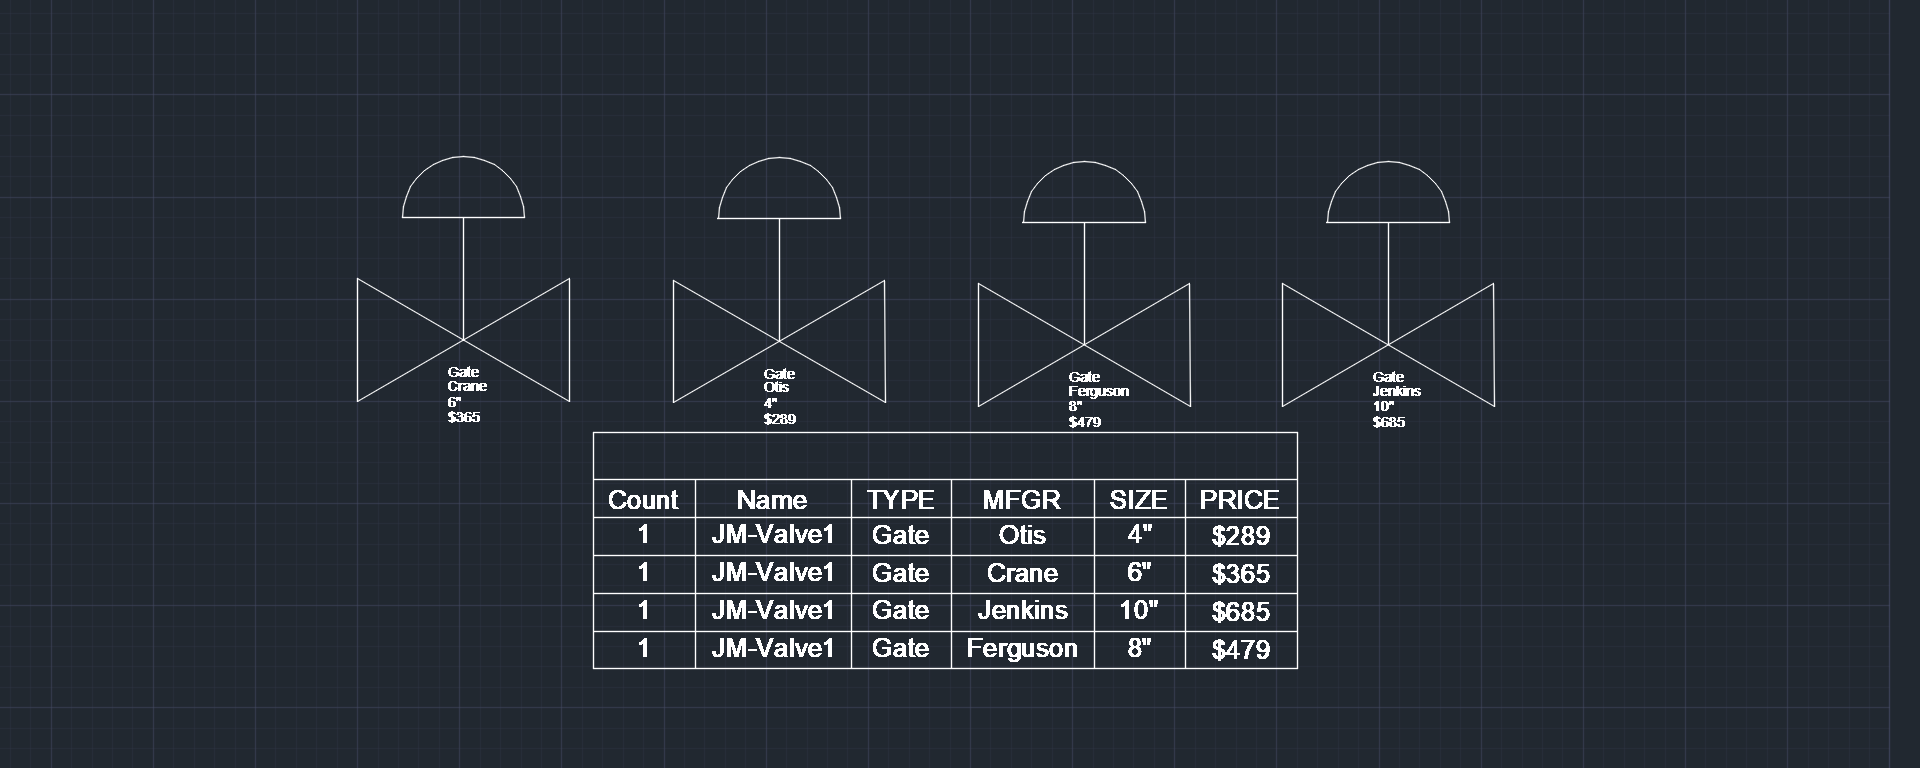 Gate
Crane
6"
$365
Gate
Otis
4"
$289
Gate
Ferguson
8"
$479
Gate
Jenkins
10"
$685
Count Name TYPE MFGR SIZE PRICE
1 JM-Valve1 Gate Otis 4" $289
1 JM-Valve1 Gate Crane 6" $365
1 JM-Valve1 Gate Jenkins 10" $685
1 JM-Valve1 Gate Ferguson 8" $479